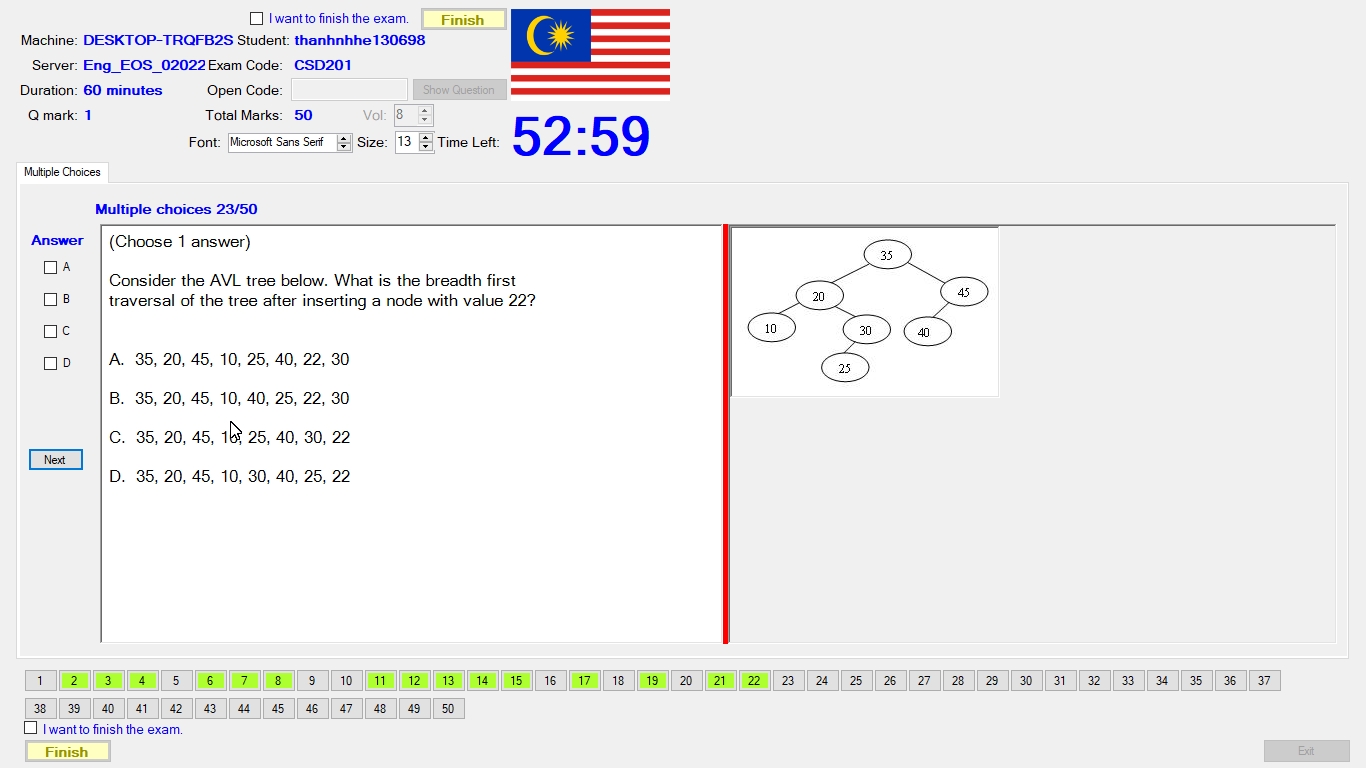 I want to finish the exam. Finish
Machine: DESKTOP-TRQFB2S Student: thanhnhhe130698
Server: Eng_EOS_02022 Exam Code: CSD201
Duration: 60 minutes Open Code: Show Question
Q mark: 1 Total Marks: 50 Vol: 8
Font: Microsoft Sans Serif Size: 13 Time Left: 52:59
Multiple Choices
Multiple choices 23/50
Answer
A
B
C
D
Next
(Choose 1 answer)
Consider the AVL tree below. What is the breadth first
traversal of the tree after inserting a node with value 22?
A. 35, 20, 45, 10, 25, 40, 22, 30
B. 35, 20, 45, 10, 40, 25, 22, 30
C. 35, 20, 45, 10, 25, 40, 30, 22
D. 35, 20, 45, 10, 30, 40, 25, 22
35
20 45
10 30 40
25
1 2 3 4 5 6 7 8 9 10 11 12 13 14 15 16 17 18 19 20 21 22 23 24 25 26 27 28 29 30 31 32 33 34 35 36 37
38 39 40 41 42 43 44 45 46 47 48 49 50
I want to finish the exam.
Finish Exit